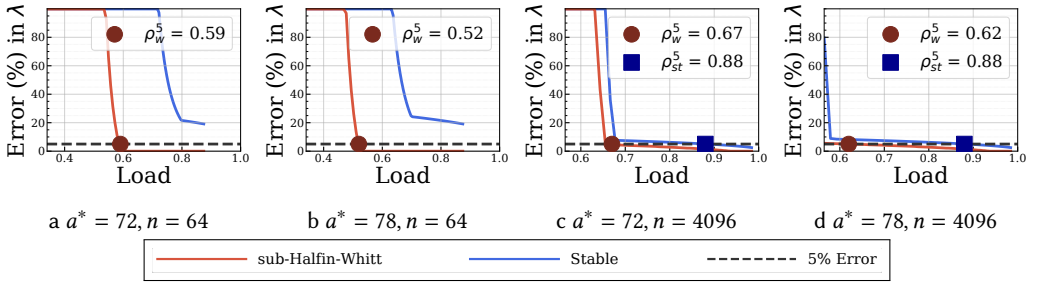 Error (%) in λ
80
60
40
20
0
0.4
0.6
0.8
1.0
Load
ρ_w^5 = 0.59
a a* = 72, n = 64
Error (%) in λ
80
60
40
20
0
0.4
0.6
0.8
1.0
Load
ρ_w^5 = 0.52
b a* = 78, n = 64
Error (%) in λ
80
60
40
20
0
0.6
0.7
0.8
0.9
1.0
Load
ρ_w^5 = 0.67
ρ_st^5 = 0.88
c a* = 72, n = 4096
Error (%) in λ
80
60
40
20
0
0.6
0.7
0.8
0.9
1.0
Load
ρ_w^5 = 0.62
ρ_st^5 = 0.88
d a* = 78, n = 4096
sub-Halfin-Whitt
Stable
5% Error